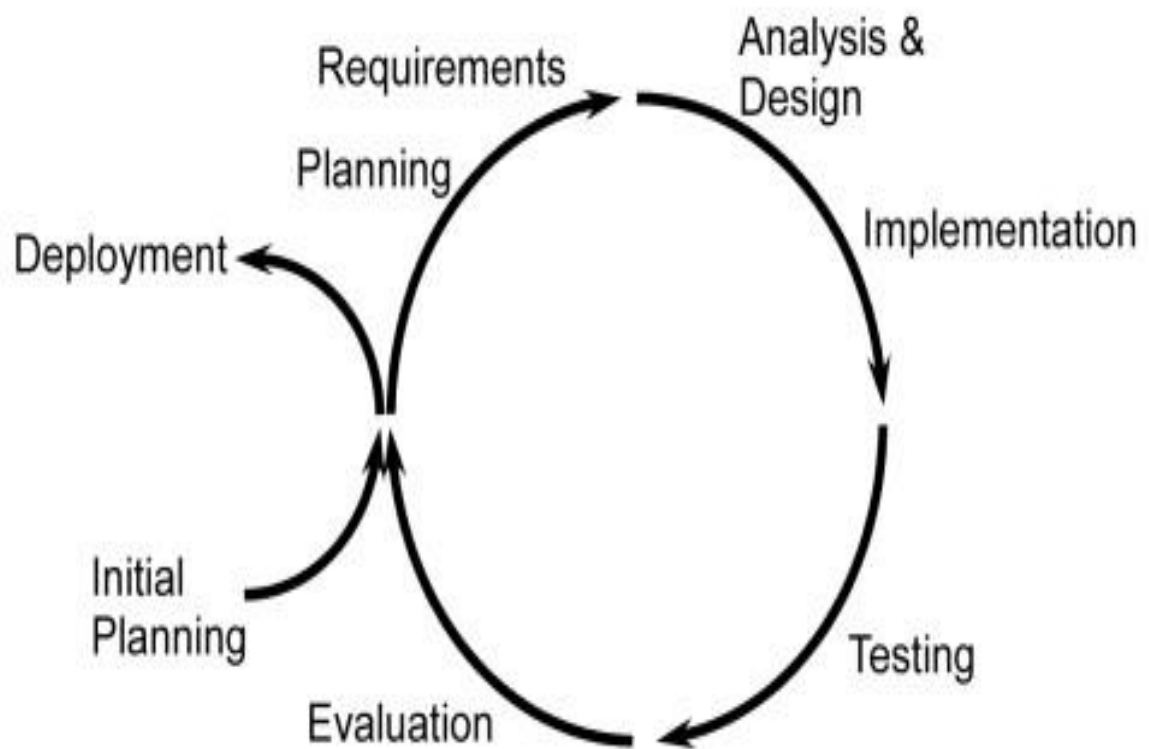 Requirements
Analysis &
Design
Planning
Implementation
Deployment
Initial
Planning
Testing
Evaluation